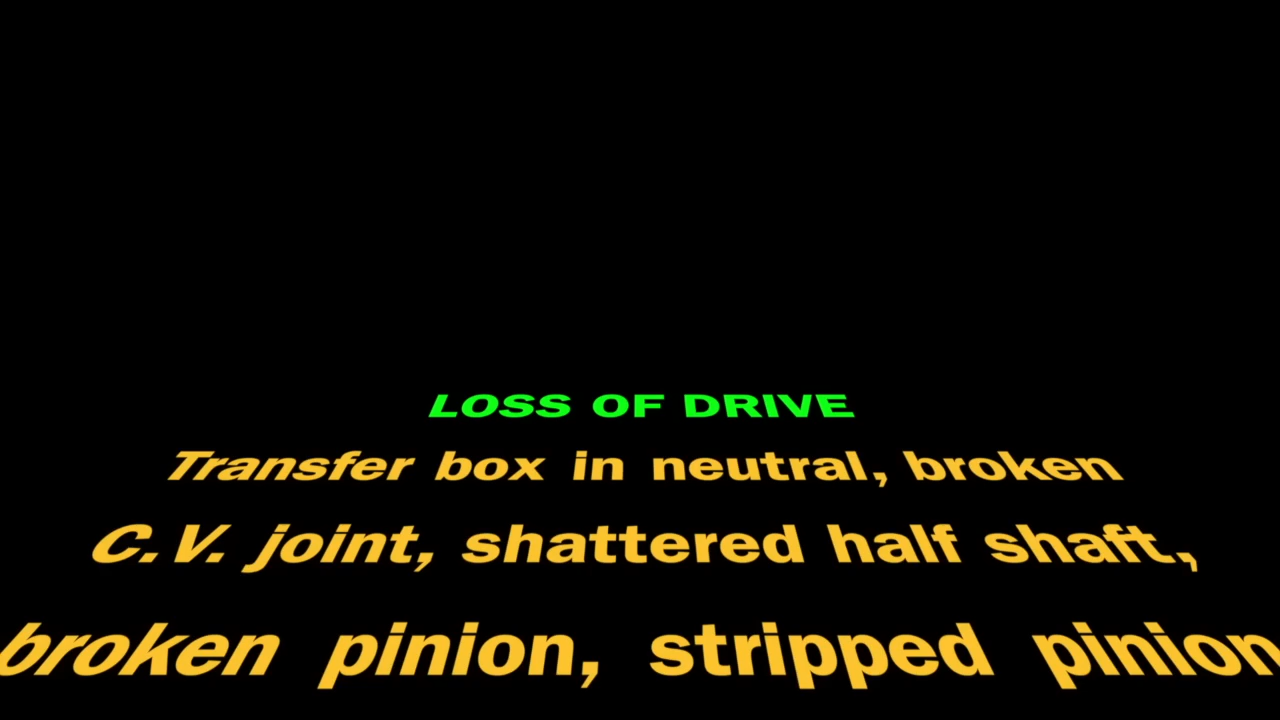 LOSS OF DRIVE
Transfer box in neutral, broken
C.V. joint, shattered half shaft,
broken pinion, stripped pinion